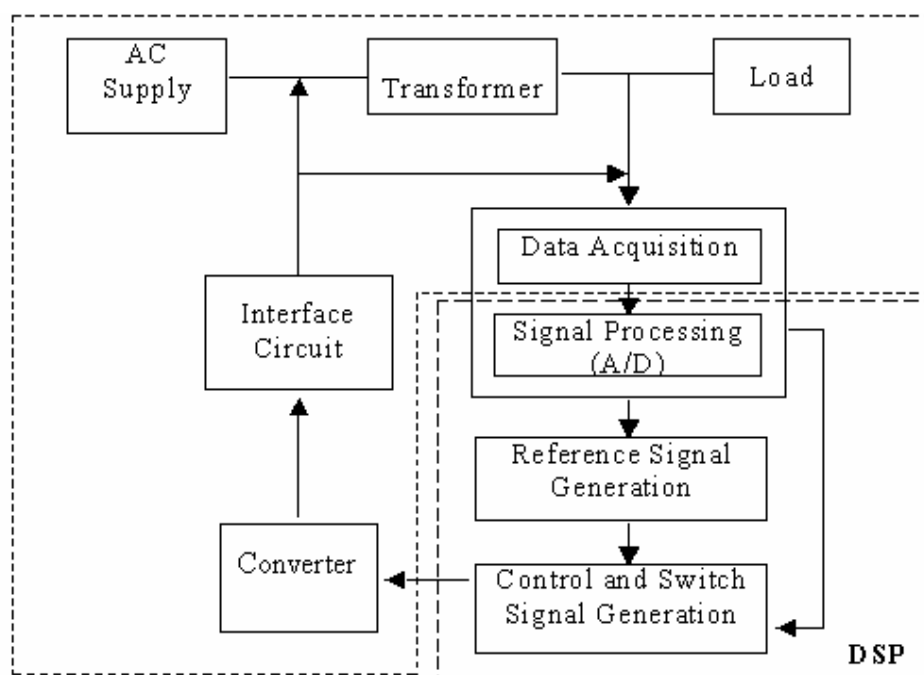 AC
Supply
Transformer
Load
Data Acquisition
Signal Processing
(A/D)
Interface
Circuit
Reference Signal
Generation
Converter
Control and Switch
Signal Generation
DSP